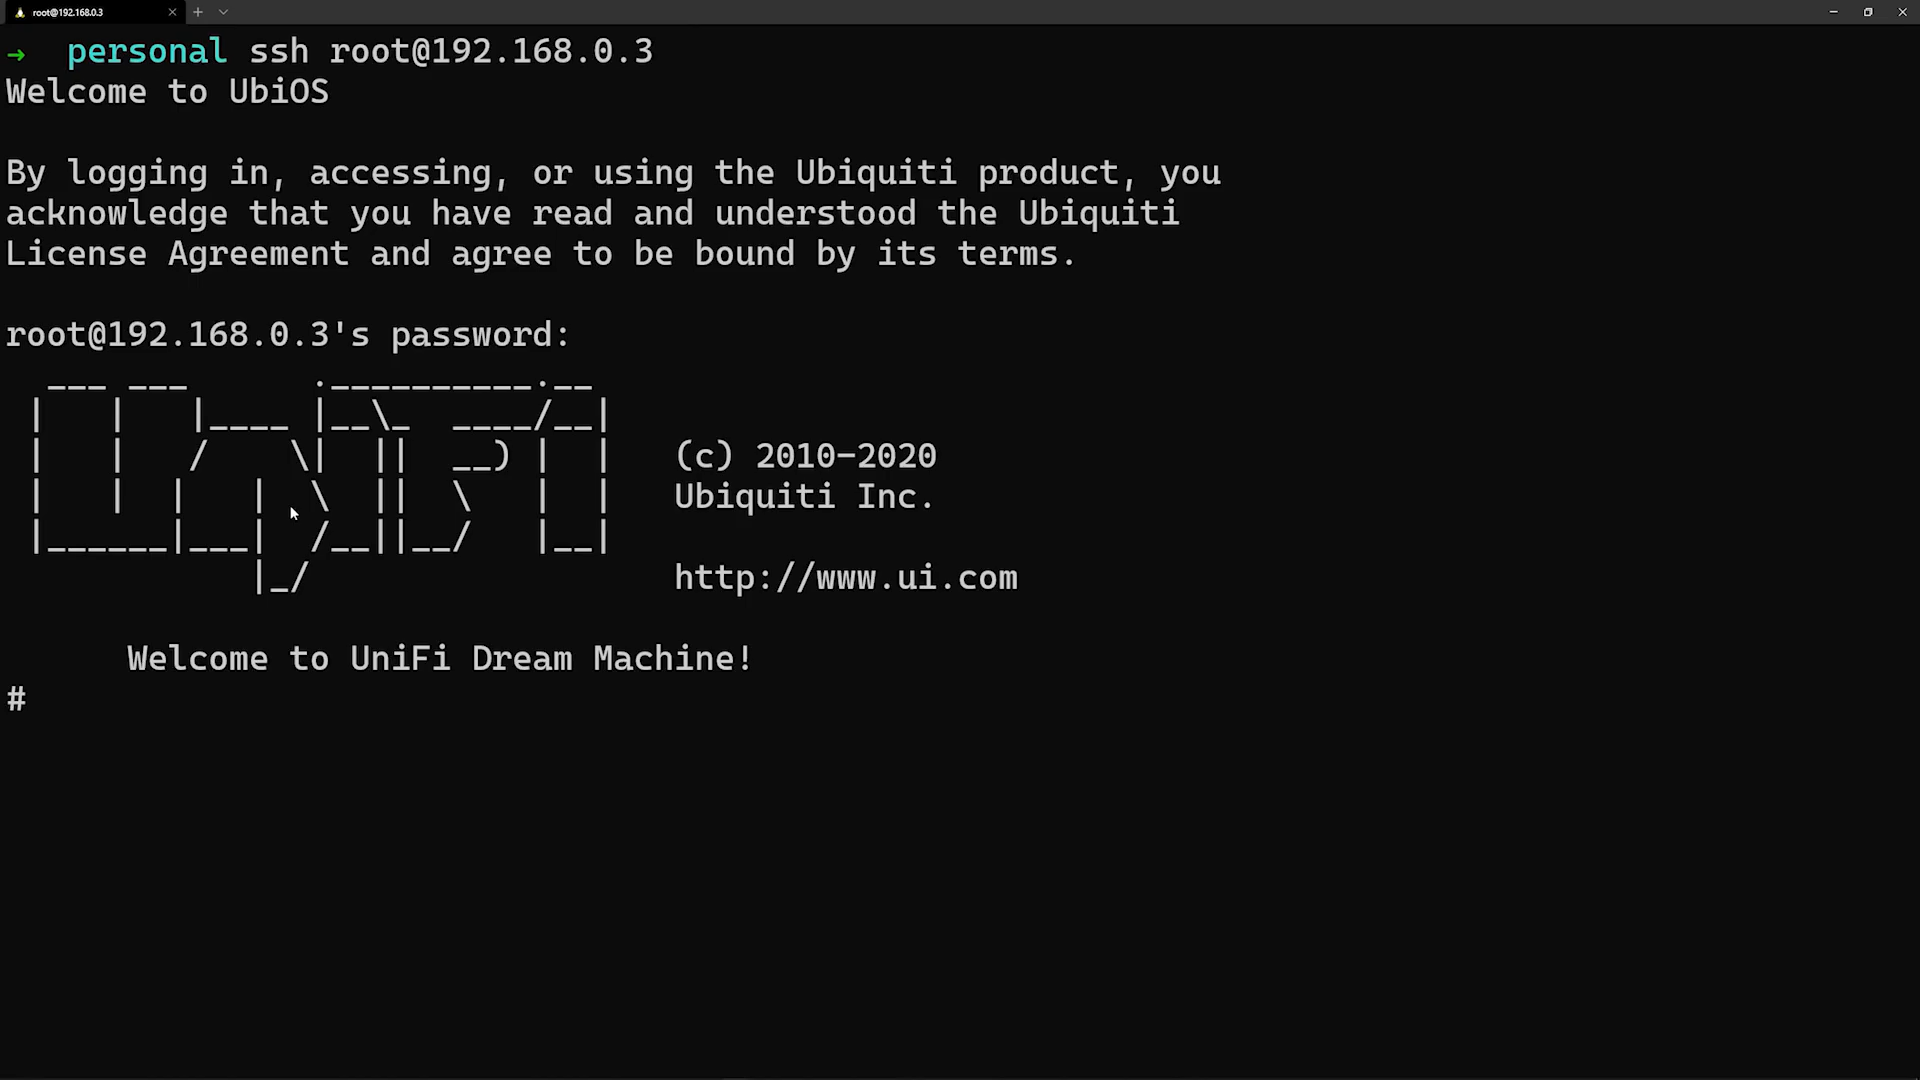 root@192.168.0.3
→ personal ssh root@192.168.0.3
Welcome to UbiOS
By logging in, accessing, or using the Ubiquiti product, you
acknowledge that you have read and understood the Ubiquiti
License Agreement and agree to be bound by its terms.
root@192.168.0.3's password:
(c) 2010-2020
Ubiquiti Inc.
http://www.ui.com
Welcome to UniFi Dream Machine!
#